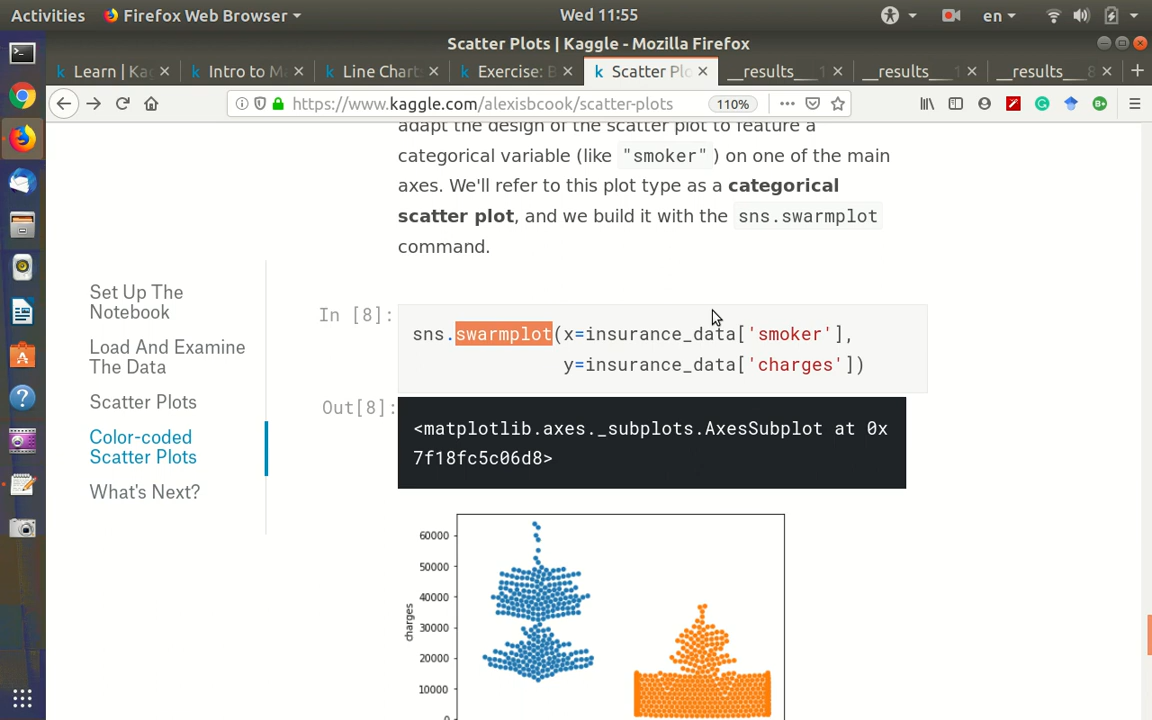 Activities Firefox Web Browser Wed 11:55 en
Scatter Plots | Kaggle - Mozilla Firefox
Learn | Kag Intro to M Line Chart Exercise: B Scatter Plo __results___1 __results___1 __results___8
https://www.kaggle.com/alexisbcook/scatter-plots 110%
adapt the design of the scatter plot to feature a
categorical variable (like "smoker" ) on one of the main
axes. We'll refer to this plot type as a categorical
scatter plot, and we build it with the sns.swarmplot
command.
Set Up The
Notebook
Load And Examine
The Data
Scatter Plots
Color-coded
Scatter Plots
What's Next?
In [8]:
sns.swarmplot(x=insurance_data['smoker'],
y=insurance_data['charges'])
Out[8]:
<matplotlib.axes._subplots.AxesSubplot at 0x
7f18fc5c06d8>
60000
50000
40000
30000
20000
10000
0
charges